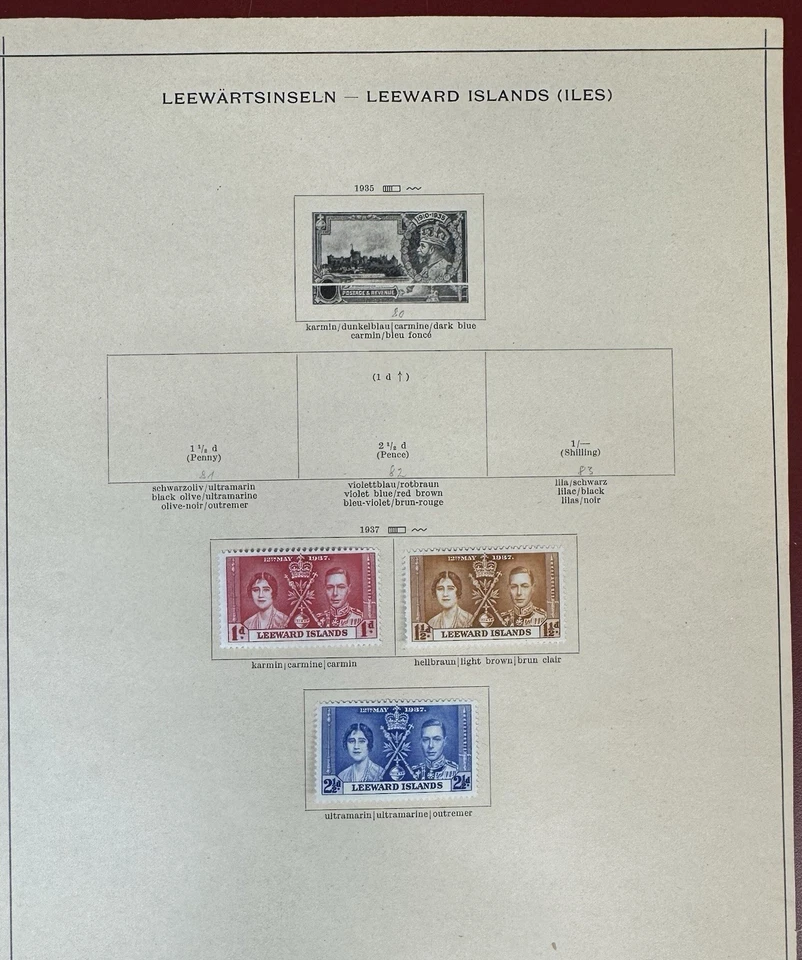 LEEWÄRTSINSELN — LEEWARD ISLANDS (ILES)
1935
1910-1935
POSTAGE & REVENUE
80
karmin/dunkelblau|carmine/dark blue
carmin/bleu foncé
(1 d ↑)
1 ½ d
(Penny)
81
2 ½ d
(Pence)
82
1/—
(Shilling)
83
schwarzoliv/ultramarin
black olive/ultramarine
olive-noir/outremer
violettblau/rotbraun
violet blue/red brown
bleu-violet/brun-rouge
lila/schwarz
lilac/black
lilas/noir
1937
12TH MAY 1937.
1d. 1d.
LEEWARD ISLANDS
12TH MAY 1937.
1½d 1½d
LEEWARD ISLANDS
karmin|carmine|carmin
hellbraun|light brown|brun clair
12TH MAY 1937.
2½d 2½d
LEEWARD ISLANDS
ultramarin|ultramarine|outremer